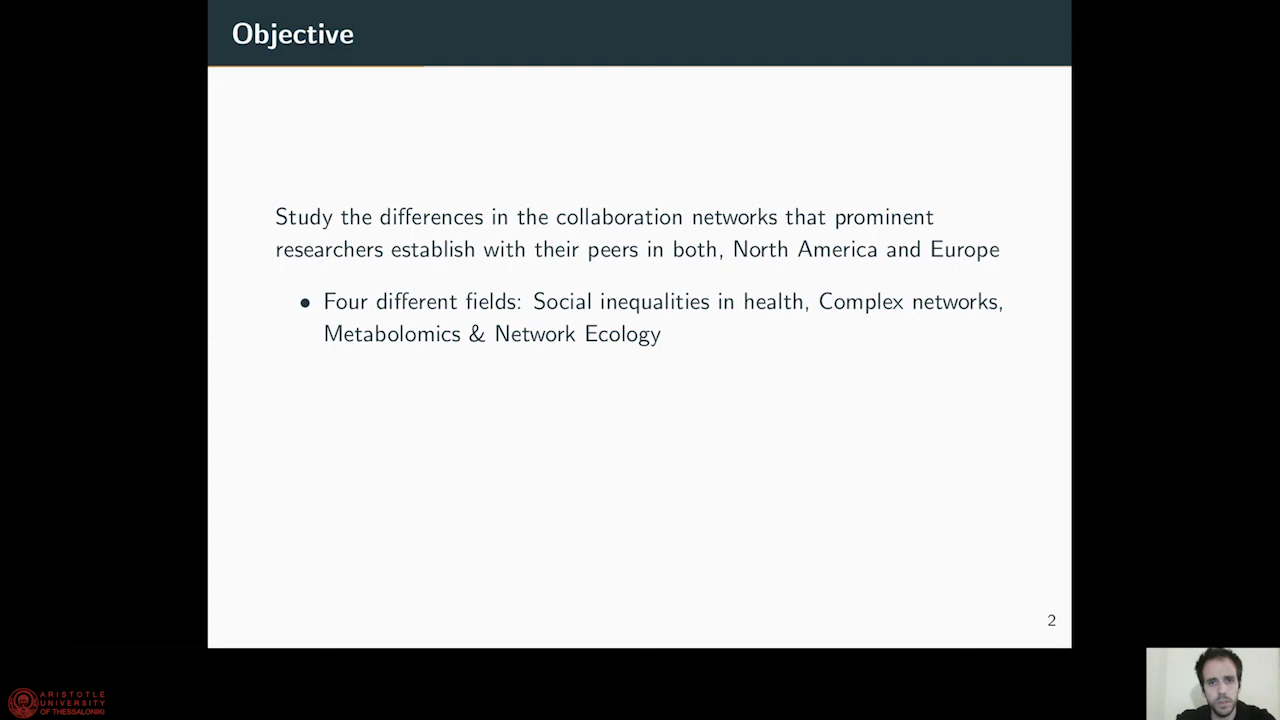 Objective
Study the differences in the collaboration networks that prominent
researchers establish with their peers in both, North America and Europe
• Four different fields: Social inequalities in health, Complex networks,
Metabolomics & Network Ecology
2
ARISTOTLE
UNIVERSITY
OF THESSALONIKI